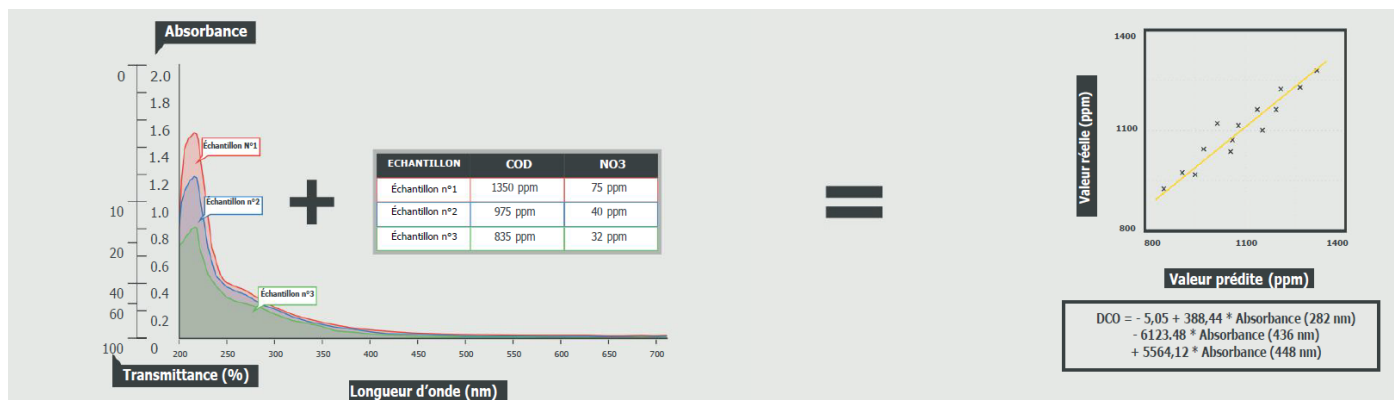 Absorbance
0
10
20
40
60
100
2.0
1.8
1.6
1.4
1.2
1.0
0.8
0.6
0.4
0.2
0
Échantillon N°1
Échantillon n°2
Échantillon n°3
200 250 300 350 400 450 500 550 600 650 700
Transmittance (%)
Longueur d'onde (nm)
+
ECHANTILLON COD NO3
Échantillon n°1 1350 ppm 75 ppm
Échantillon n°2 975 ppm 40 ppm
Échantillon n°3 835 ppm 32 ppm
=
Valeur réelle (ppm)
1400
1100
800
800 1100 1400
Valeur prédite (ppm)
DCO = - 5,05 + 388,44 * Absorbance (282 nm)
- 6123.48 * Absorbance (436 nm)
+ 5564,12 * Absorbance (448 nm)